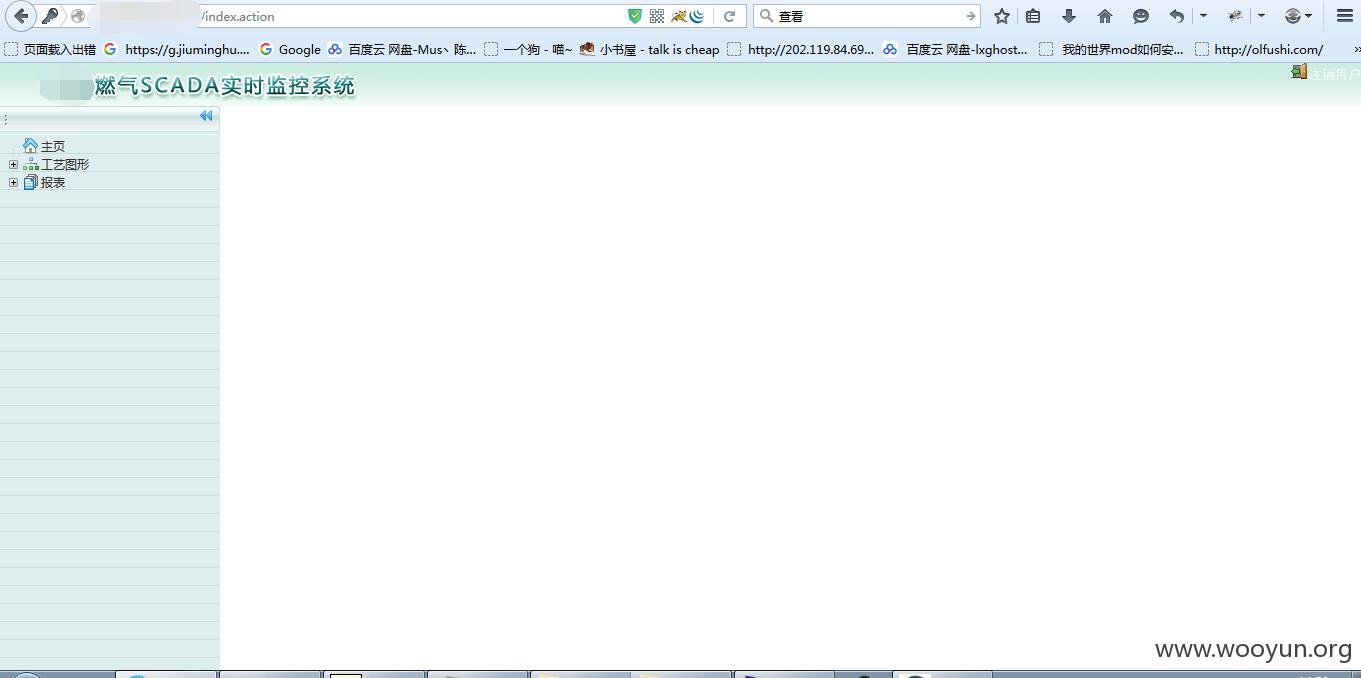 /index.action 查看
页面载入出错 https://g.jiuminghu.... Google 百度云 网盘-Mus丶 陈... 一个狗 - 喵~ 小书屋 - talk is cheap http://202.119.84.69... 百度云 网盘-lxghost... 我的世界mod如何安... http://olfushi.com/
燃气SCADA实时监控系统 注销用户
主页
工艺图形
报表
www.wooyun.org